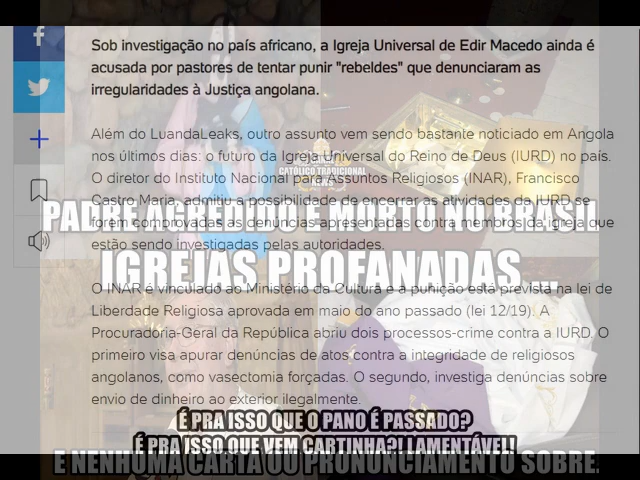 Sob investigação no país africano, a Igreja Universal de Edir Macedo ainda é
acusada por pastores de tentar punir "rebeldes" que denunciaram as
irregularidades à Justiça angolana.
Além do LuandaLeaks, outro assunto vem sendo bastante noticiado em Angola
nos últimos dias: o futuro da Igreja Universal do Reino de Deus (IURD) no país.
CATÓLICO TRADICIONAL
O diretor do Instituto Nacional para Assuntos Religiosos (INAR), Francisco
Castro Maria, admitiu a possibilidade de encerrar as atividades da IURD se
PADRE AGREDIDO E MORTO NO BRASIL
forem comprovadas as denúncias apresentadas contra membros da igreja que
estão sendo investigadas pelas autoridades.
IGREJAS PROFANADAS...
O INAR é vinculado ao Ministério da Cultura e a punição está prevista na lei de
Liberdade Religiosa aprovada em maio do ano passado (lei 12/19). A
Procuradoria-Geral da República abriu dois processos-crime contra a IURD. O
primeiro visa apurar denúncias de atos contra a integridade de religiosos
angolanos, como vasectomia forçadas. O segundo, investiga denúncias sobre
envio de dinheiro ao exterior ilegalmente.
É PRA ISSO QUE O PANO É PASSADO?
É PRA ISSO QUE VEM CARTINHA?! LAMENTÁVEL!
E NENHUMA CARTA OU PRONUNCIAMENTO SOBRE.